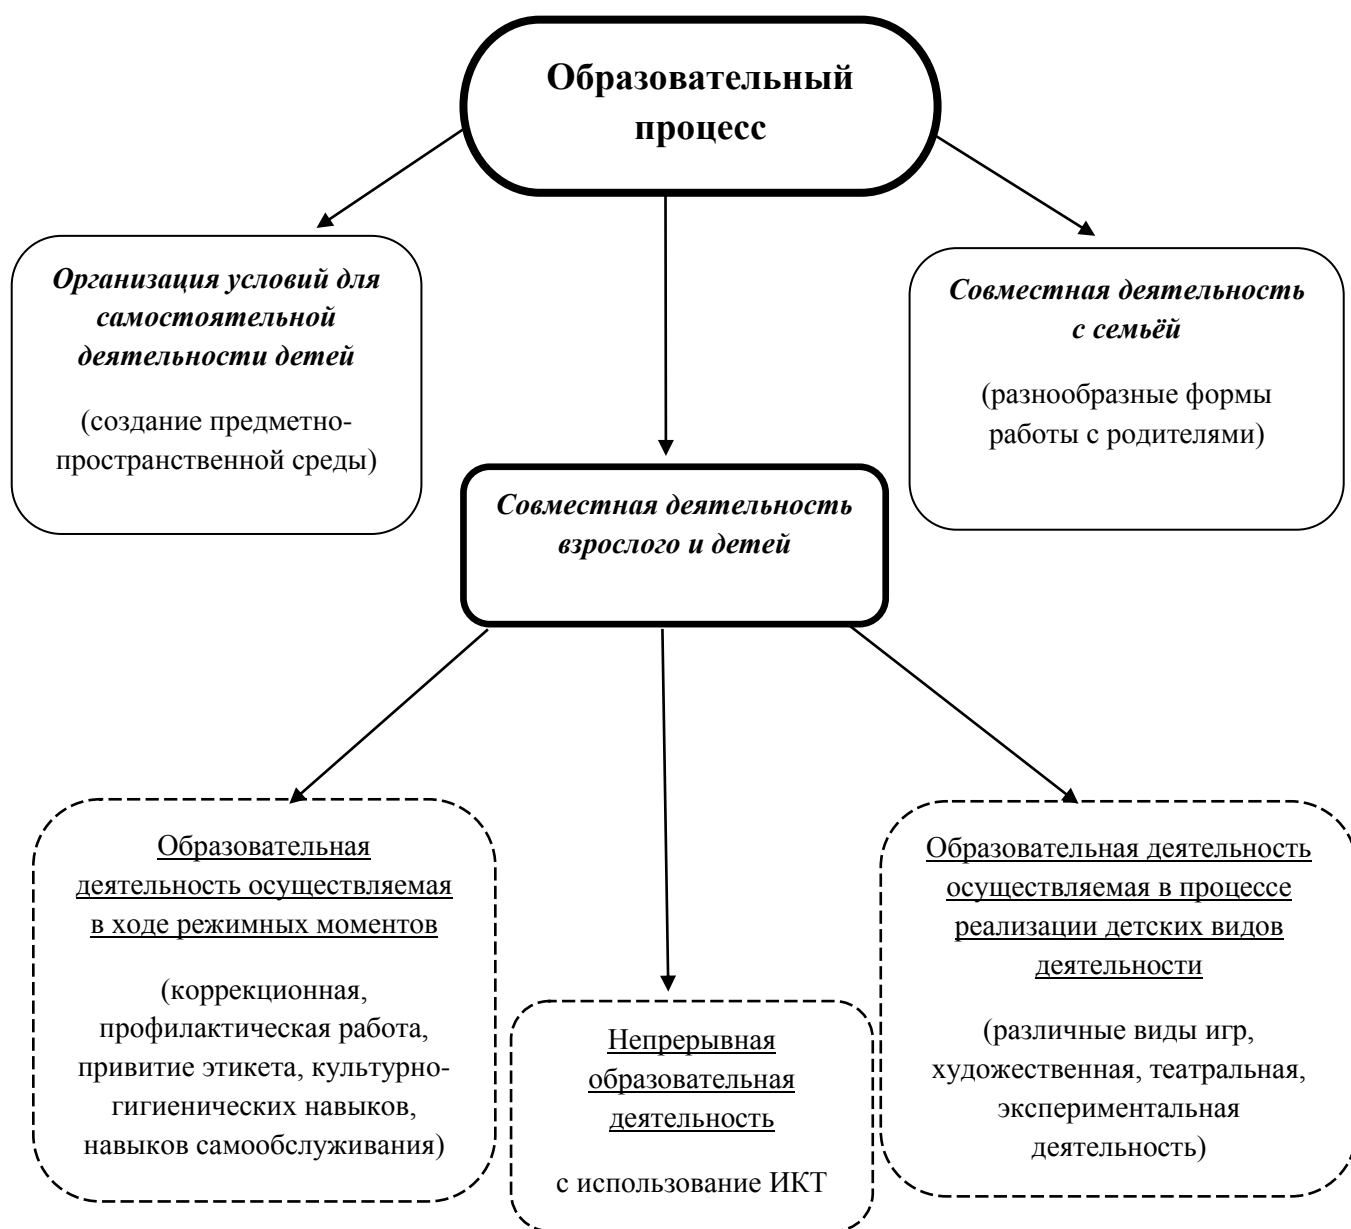 Образовательный
процесс
Организация условий для
самостоятельной
деятельности детей
(создание предметно-
пространственной среды)
Совместная деятельность
с семьёй
(разнообразные формы
работы с родителями)
Совместная деятельность
взрослого и детей
Образовательная
деятельность осуществляемая
в ходе режимных моментов
(коррекционная,
профилактическая работа,
привитие этикета, культурно-
гигиенических навыков,
навыков самообслуживания)
Непрерывная
образовательная
деятельность
с использование ИКТ
Образовательная деятельность
осуществляемая в процессе
реализации детских видов
деятельности
(различные виды игр,
художественная, театральная,
экспериментальная
деятельность)